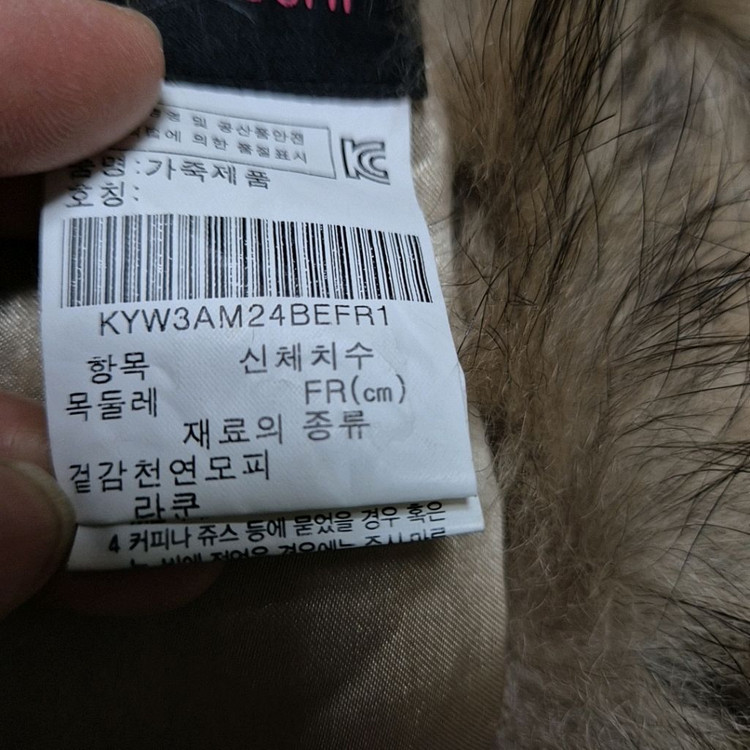 및 공산품안전
에 의한 품질표시
품명:가죽제품
호칭:
KYW3AM24BEFR1
항목 신체치수
목둘레 FR(cm)
재료의 종류
겉감천연모피
라쿤
4 커피나 쥬스 등에 묻었을 경우 혹은